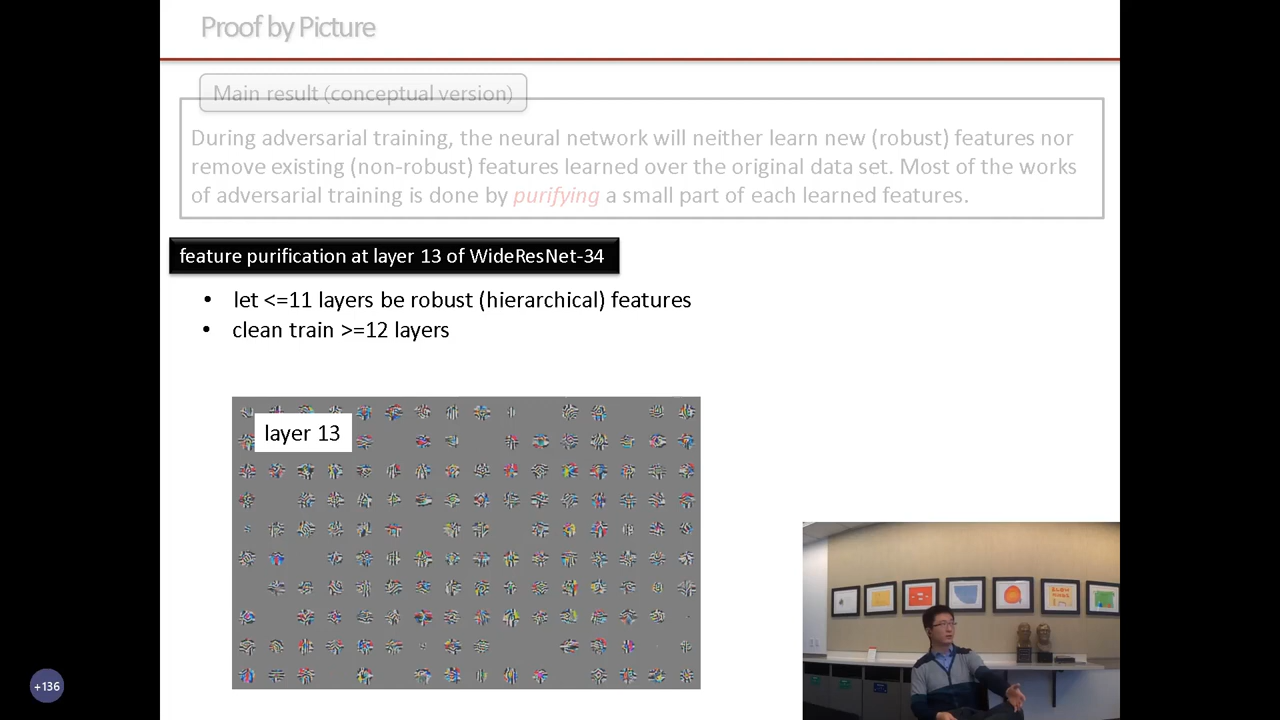 Proof by Picture
Main result (conceptual version)
During adversarial training, the neural network will neither learn new (robust) features nor
remove existing (non-robust) features learned over the original data set. Most of the works
of adversarial training is done by purifying a small part of each learned features.
feature purification at layer 13 of WideResNet-34
• let <=11 layers be robust (hierarchical) features
• clean train >=12 layers
layer 13
+136